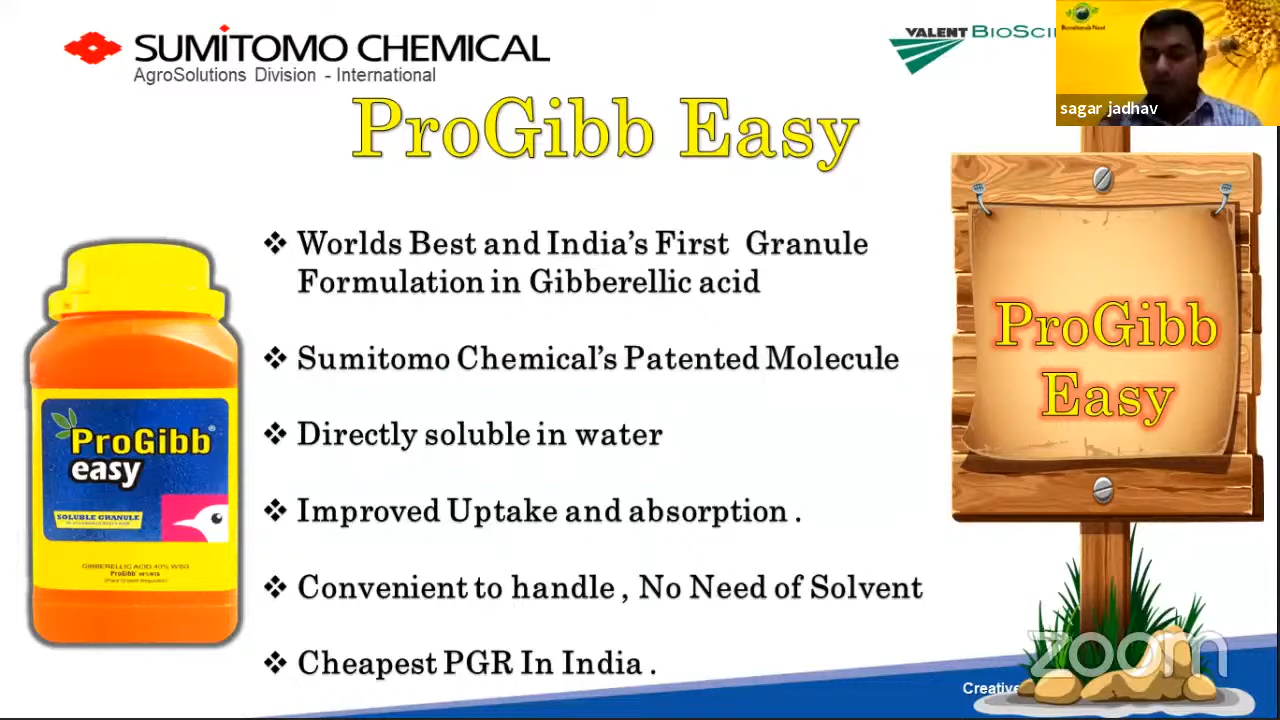 SUMITOMO CHEMICAL
AgroSolutions Division - International
VALENT BIOSCI
sagar jadhav
ProGibb Easy
❖ Worlds Best and India’s First Granule
Formulation in Gibberellic acid
❖ Sumitomo Chemical’s Patented Molecule
❖ Directly soluble in water
❖ Improved Uptake and absorption .
❖ Convenient to handle , No Need of Solvent
❖ Cheapest PGR In India .
ProGibb®
easy
SOLUBLE GRANULE
GIBBERELLIC ACID 40% WSG
ProGibb
Easy
zoom
Creative